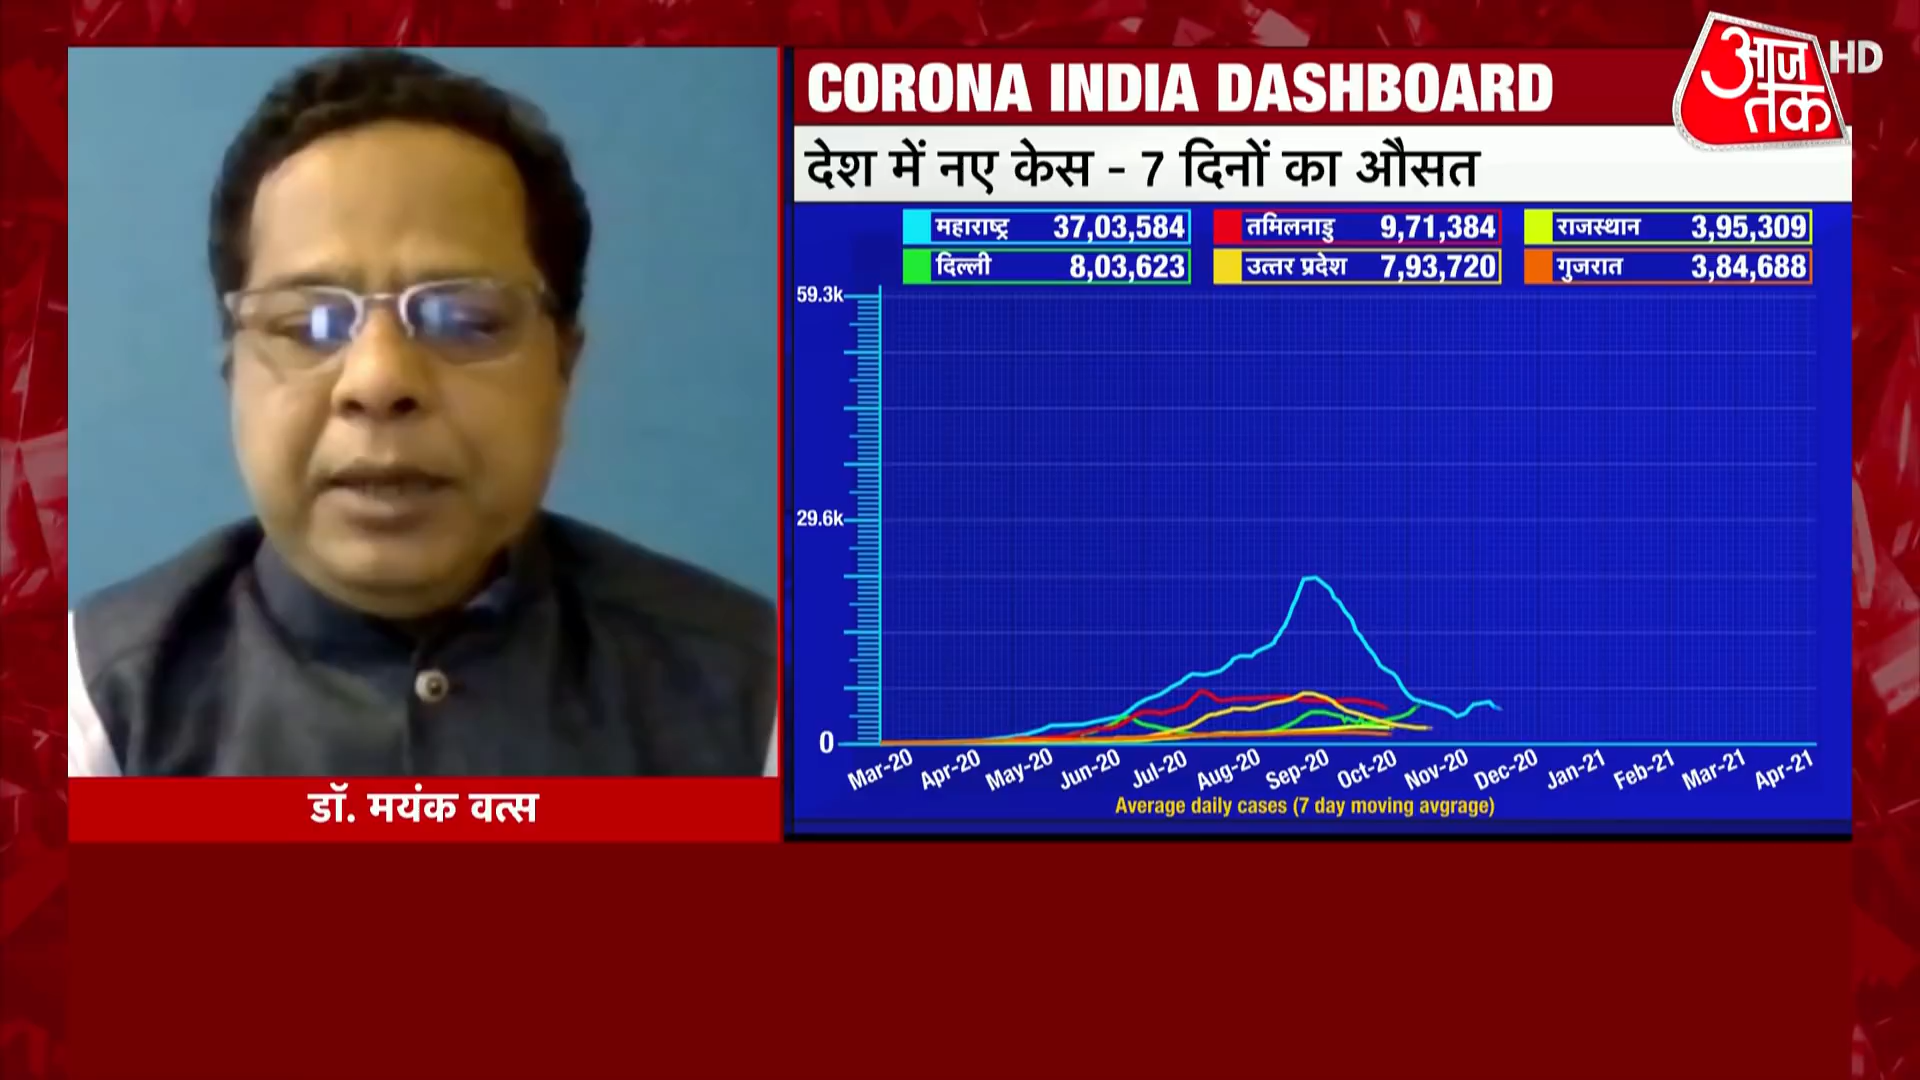 आज
तक
HD
CORONA INDIA DASHBOARD
देश में नए केस - 7 दिनों का औसत
महाराष्ट्र 37,03,584
तमिलनाडु 9,71,384
राजस्थान 3,95,309
दिल्ली 8,03,623
उत्तर प्रदेश 7,93,720
गुजरात 3,84,688
59.3k
29.6k
0
Mar-20 Apr-20 May-20 Jun-20 Jul-20 Aug-20 Sep-20 Oct-20 Nov-20 Dec-20 Jan-21 Feb-21 Mar-21 Apr-21
Average daily cases (7 day moving avgrage)
डॉ. मयंक वत्स